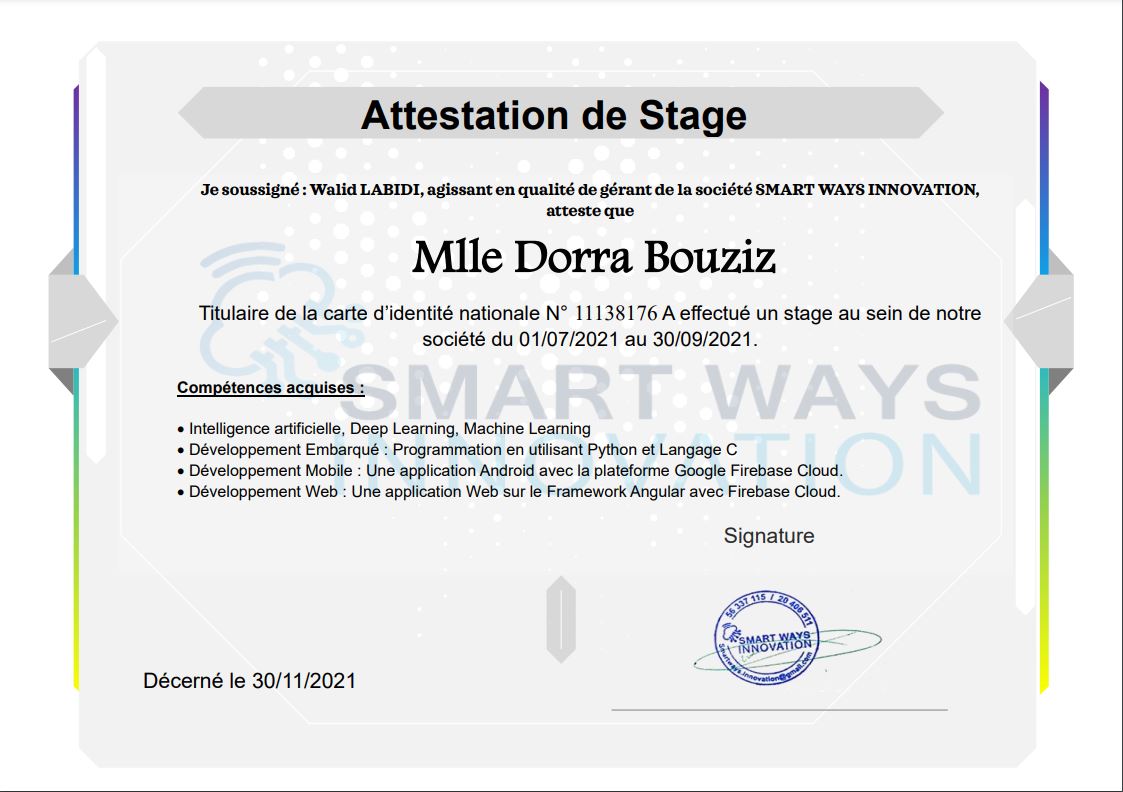 Attestation de Stage
Je soussigné : Walid LABIDI, agissant en qualité de gérant de la société SMART WAYS INNOVATION,
atteste que
Mlle Dorra Bouziz
Titulaire de la carte d’identité nationale N° 11138176 A effectué un stage au sein de notre
société du 01/07/2021 au 30/09/2021.
SMART WAYS
INNOVATION
Compétences acquises :
• Intelligence artificielle, Deep Learning, Machine Learning
• Développement Embarqué : Programmation en utilisant Python et Langage C
• Développement Mobile : Une application Android avec la plateforme Google Firebase Cloud.
• Développement Web : Une application Web sur le Framework Angular avec Firebase Cloud.
Signature
56 337 115 / 20 406 511
SMART WAYS
INNOVATION
Smartways.innovation@gmail.com
Décerné le 30/11/2021